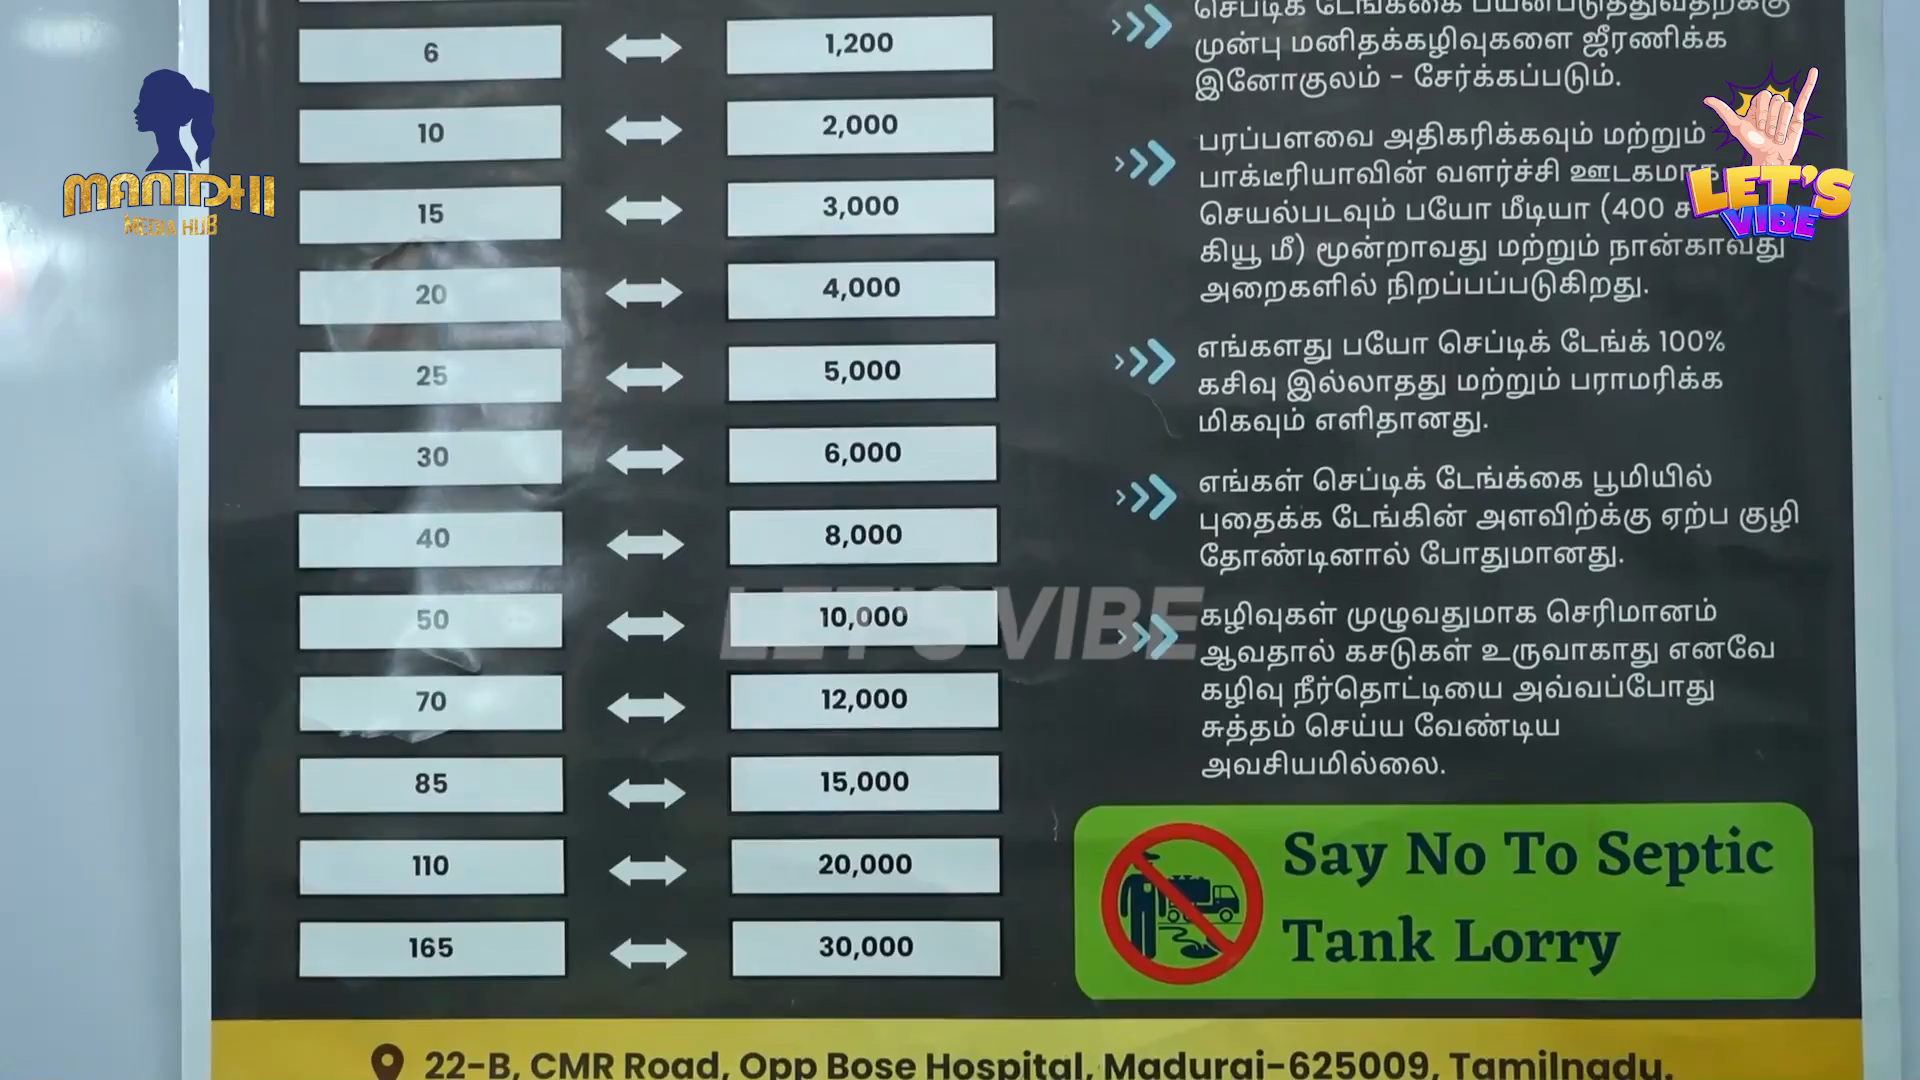 6 1,200
10 2,000
15 3,000
20 4,000
25 5,000
30 6,000
40 8,000
50 10,000
70 12,000
85 15,000
110 20,000
165 30,000
செப்டிக் டேங்க்கை பயன்படுத்துவதற்க்கு
முன்பு மனிதக்கழிவுகளை ஜீரணிக்க
இனோகுலம் - சேர்க்கப்படும்.
பரப்பளவை அதிகரிக்கவும் மற்றும்
பாக்டீரியாவின் வளர்ச்சி ஊடகமாக
செயல்படவும் பயோ மீடியா (400
கியூ மீ) மூன்றாவது மற்றும் நான்காவது
அறைகளில் நிறப்பப்படுகிறது.
எங்களது பயோ செப்டிக் டேங்க் 100%
கசிவு இல்லாதது மற்றும் பராமரிக்க
மிகவும் எளிதானது.
எங்கள் செப்டிக் டேங்க்கை பூமியில்
புதைக்க டேங்கின் அளவிற்க்கு ஏற்ப குழி
தோண்டினால் போதுமானது.
கழிவுகள் முழுவதுமாக செரிமானம்
ஆவதால் கசடுகள் உருவாகாது எனவே
கழிவு நீர்தொட்டியை அவ்வப்போது
சுத்தம் செய்ய வேண்டிய
அவசியமில்லை.
Say No To Septic
Tank Lorry
22-B, CMR Road, Opp Bose Hospital, Madurai-625009, Tamilnadu.
MANIDHI
MEDIA HUB
LET'S
VIBE
LET'S VIBE